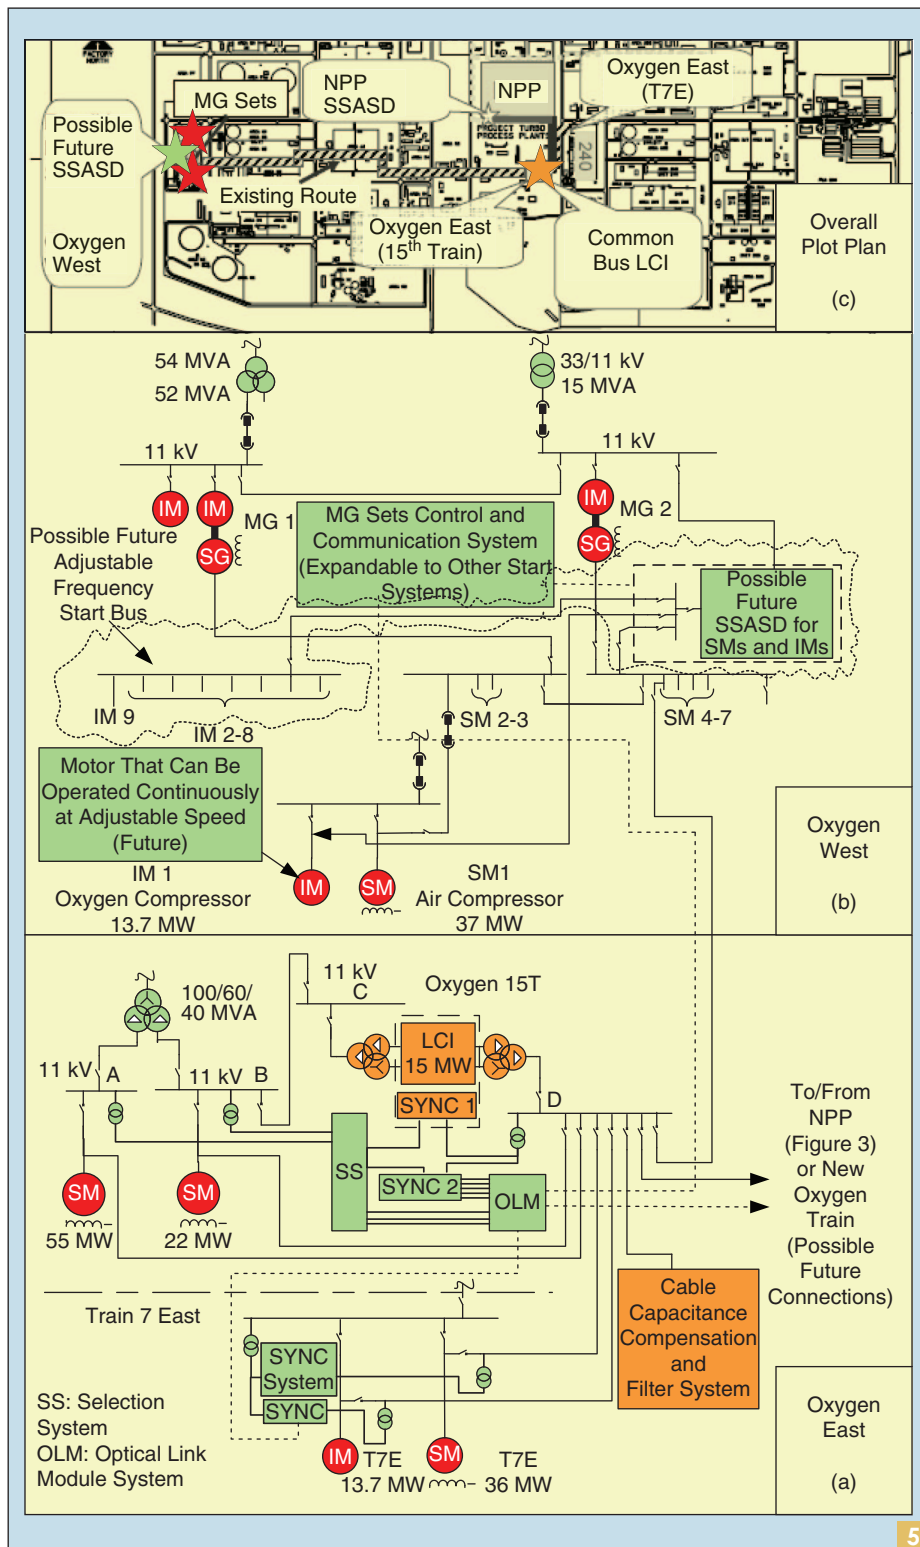 FACTORY
NORTH
MG Sets
NPP
SSASD
NPP
Oxygen East
(T7E)
Possible
Future
SSASD
Oxygen
West
PROJECT TURBO
PROCESS PLANTS
240
Existing Route
Oxygen East
(15th Train)
Common
Bus LCI
Overall
Plot Plan
(c)
54 MVA
52 MVA
33/11 kV
15 MVA
11 kV
11 kV
IM
IM
SG
MG 1
IM
SG
MG 2
MG Sets Control and
Communication System
(Expandable to Other Start
Systems)
Possible Future
Adjustable
Frequency
Start Bus
Possible
Future
SSASD for
SMs and IMs
IM 9
IM 2-8
SM 2-3
SM 4-7
Motor That Can Be
Operated Continuously
at Adjustable Speed
(Future)
IM 1
Oxygen Compressor
13.7 MW
IM
SM
SM1
Air Compressor
37 MW
Oxygen
West
(b)
100/60/
40 MVA
11 kV
C
Oxygen 15T
LCI
15 MW
SYNC 1
11 kV
A
11 kV
B
D
SS
SYNC 2
OLM
SM
55 MW
SM
22 MW
To/From
NPP
(Figure 3)
or New
Oxygen
Train
(Possible
Future
Connections)
Train 7 East
SYNC
System
SYNC
Cable
Capacitance
Compensation
and
Filter System
SS: Selection
System
OLM: Optical Link
Module System
IM
T7E
13.7 MW
SM
T7E
36 MW
Oxygen
East
(a)
5